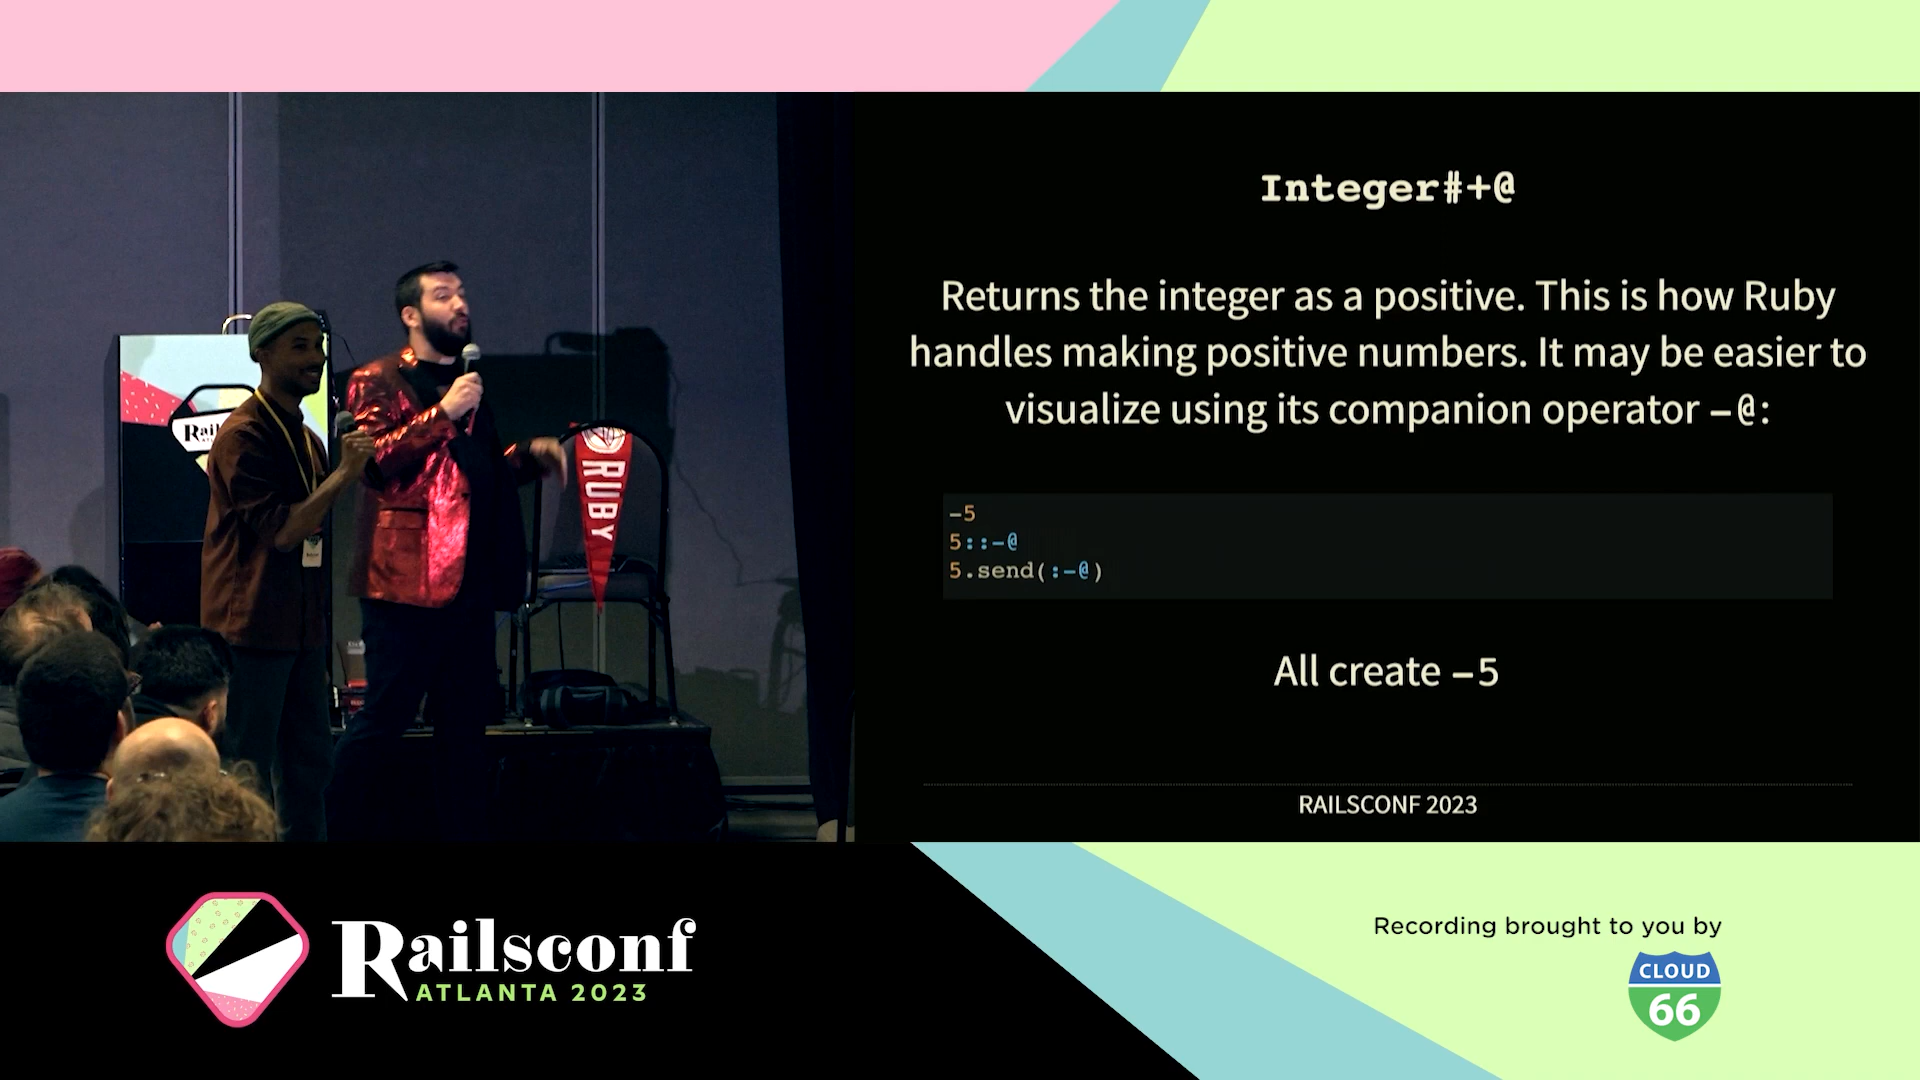 Integer#+@
Returns the integer as a positive. This is how Ruby
handles making positive numbers. It may be easier to
visualize using its companion operator -@:
-5
5::-@
5.send(:-@)
All create -5
RAILSCONF 2023
RUBY
Railsconf
ATLANTA 2023
Recording brought to you by
CLOUD
66